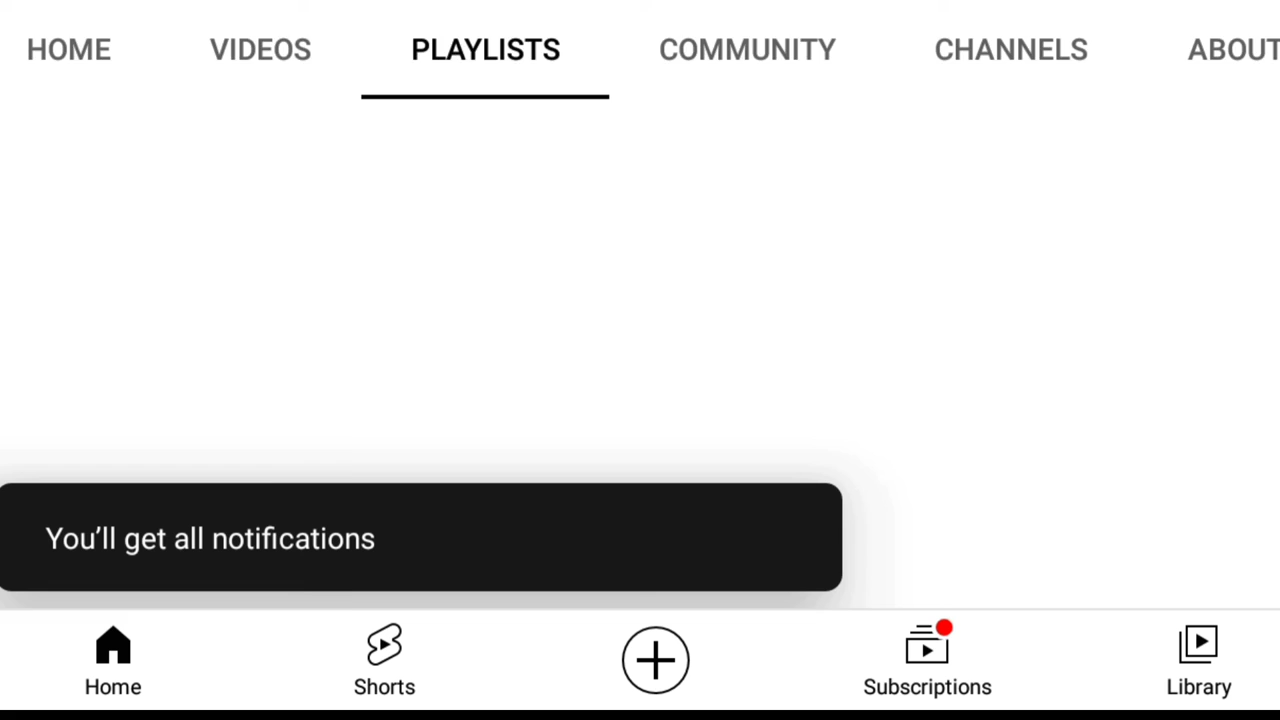 HOME VIDEOS PLAYLISTS COMMUNITY CHANNELS ABOUT
You’ll get all notifications
Home Shorts Subscriptions Library